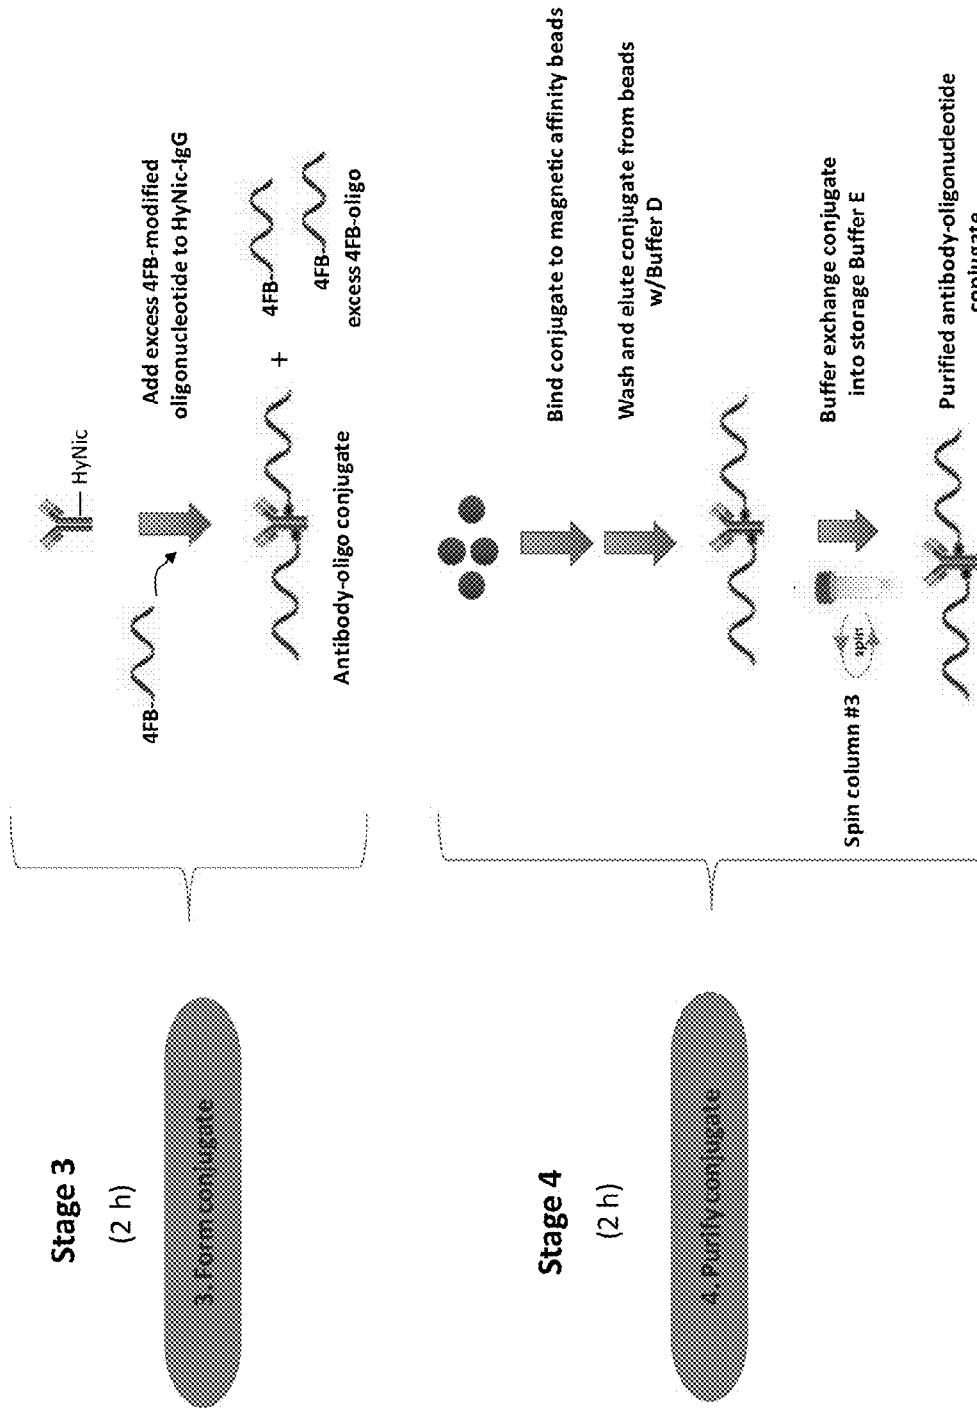 Stage 3
(2 h)
3. Form conjugate
4FB-
HyNic
Add excess 4FB-modified
oligonucleotide to HyNic-IgG
Antibody-oligo conjugate
+
4FB-
4FB-
excess 4FB-oligo
Stage 4
(2 h)
4. Purify conjugate
Bind conjugate to magnetic affinity beads
Wash and elute conjugate from beads
w/Buffer D
Spin column #3
spin
Buffer exchange conjugate
into storage Buffer E
Purified antibody-oligonucleotide
conjugate